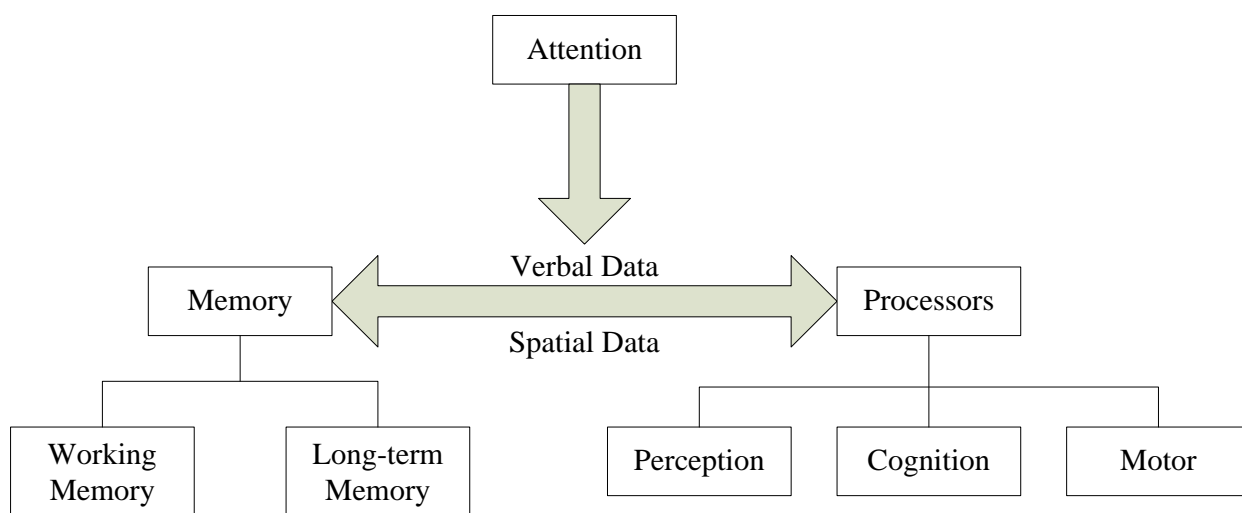 Attention
Verbal Data
Memory
Processors
Spatial Data
Working
Memory
Long-term
Memory
Perception
Cognition
Motor